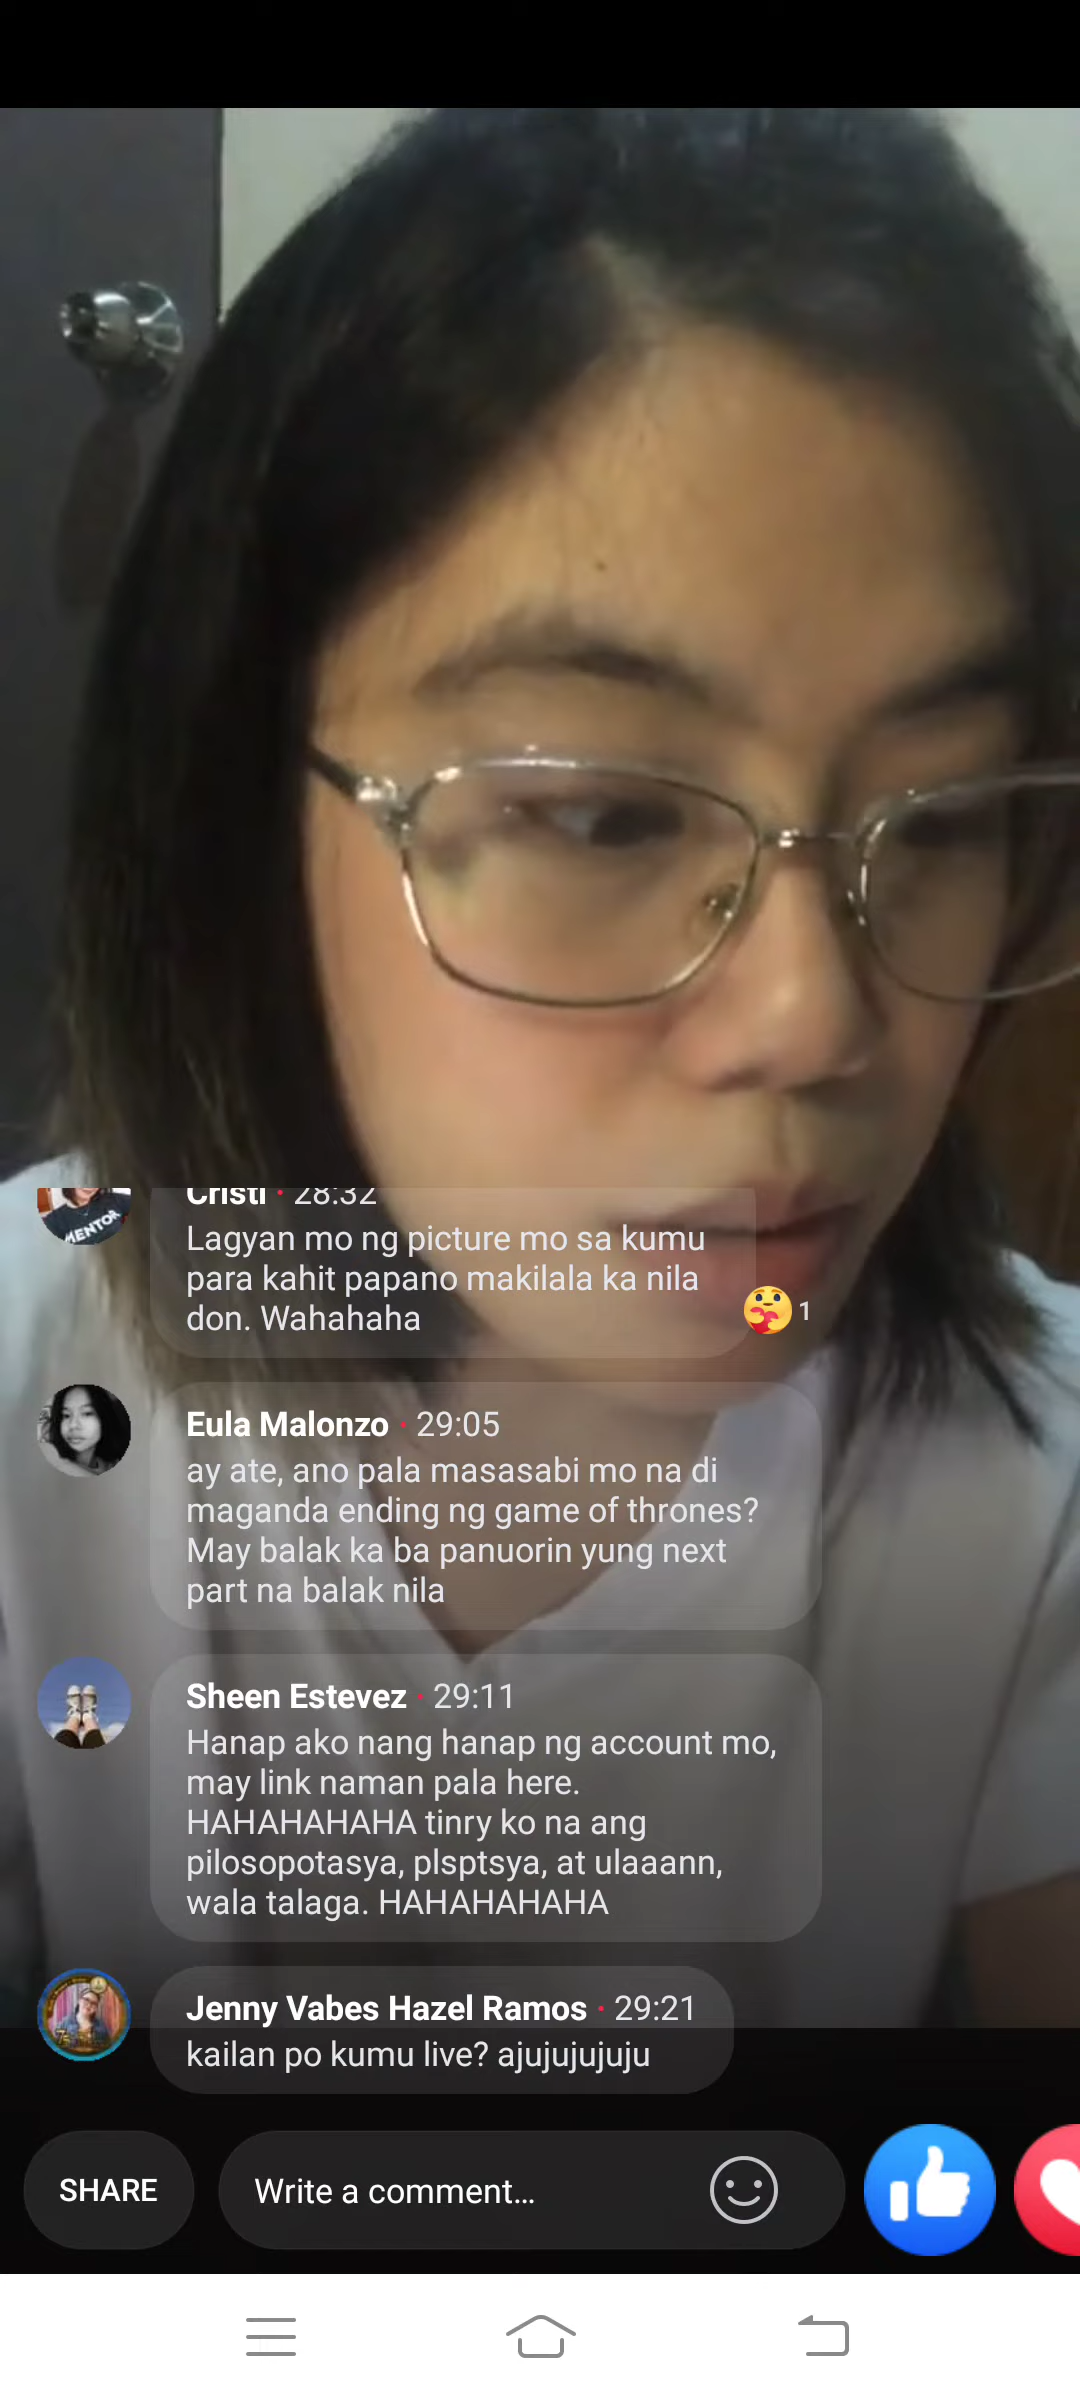 Cristi · 28:32
MENTOR
Lagyan mo ng picture mo sa kumu
para kahit papano makilala ka nila
don. Wahahaha
1
Eula Malonzo · 29:05
ay ate, ano pala masasabi mo na di
maganda ending ng game of thrones?
May balak ka ba panuorin yung next
part na balak nila
Sheen Estevez · 29:11
Hanap ako nang hanap ng account mo,
may link naman pala here.
HAHAHAHAHA tinry ko na ang
pilosopotasya, plsptsya, at ulaaann,
wala talaga. HAHAHAHAHA
Jenny Vabes Hazel Ramos · 29:21
kailan po kumu live? ajujujujuju
SHARE
Write a comment...